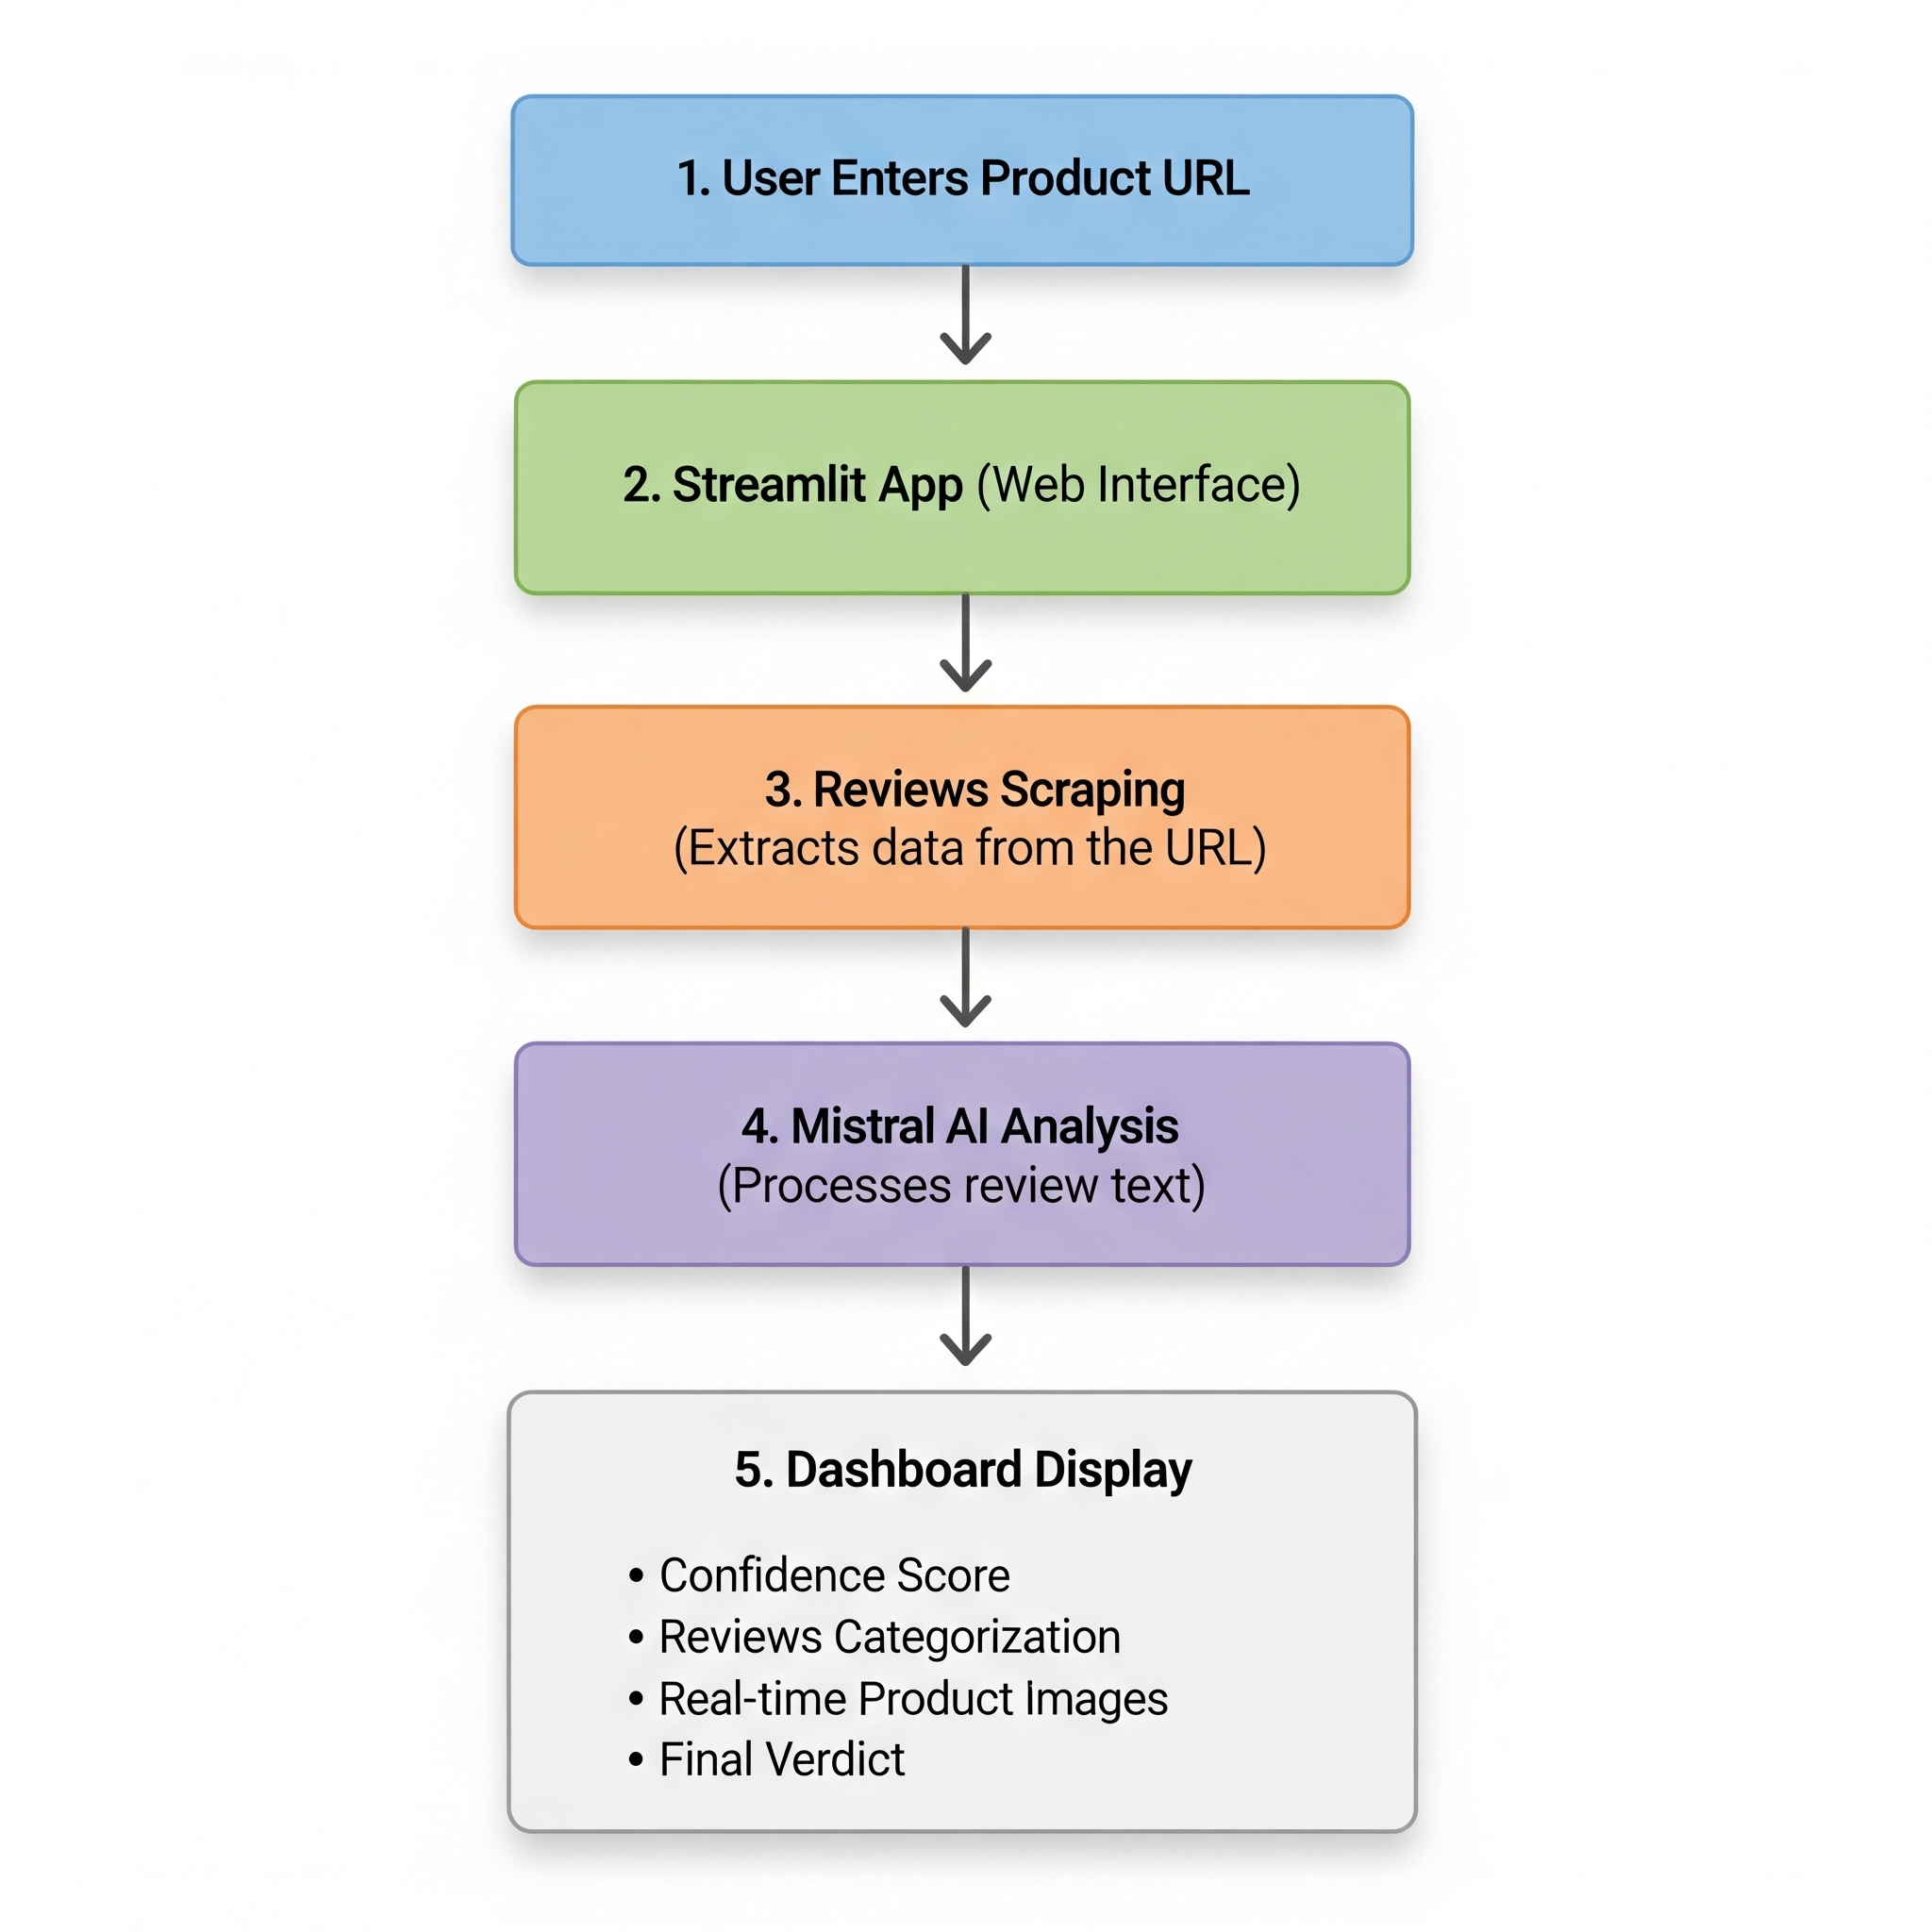 1. User Enters Product URL
2. Streamlit App (Web Interface)
3. Reviews Scraping
(Extracts data from the URL)
4. Mistral AI Analysis
(Processes review text)
5. Dashboard Display
• Confidence Score
• Reviews Categorization
• Real-time Product Images
• Final Verdict